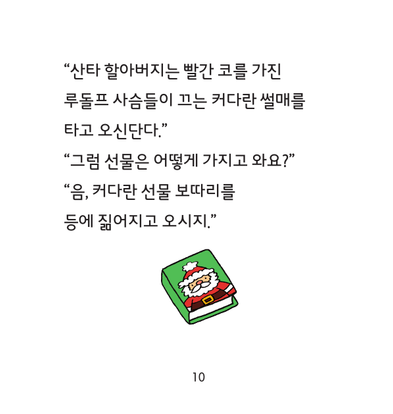 “산타 할아버지는 빨간 코를 가진
루돌프 사슴들이 끄는 커다란 썰매를
타고 오신단다.”
“그럼 선물은 어떻게 가지고 와요?”
“음, 커다란 선물 보따리를
등에 짊어지고 오시지.”
10